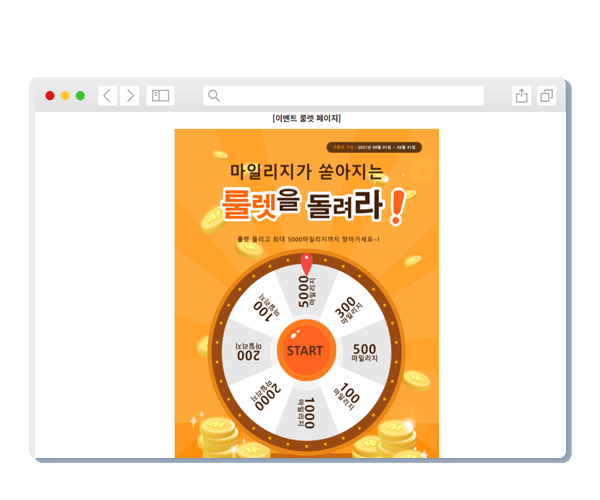 [이벤트 룰렛 페이지]
이벤트 기간 : 2021년 08월 01일 ~ 08월 31일
마일리지가 쏟아지는
룰렛을 돌려라!
룰렛 돌리고 최대 5000마일리지까지 받아가세요~!
5000 마일리지
300 마일리지
500 마일리지
100 마일리지
1000 마일리지
2000 마일리지
200 마일리지
100 마일리지
START